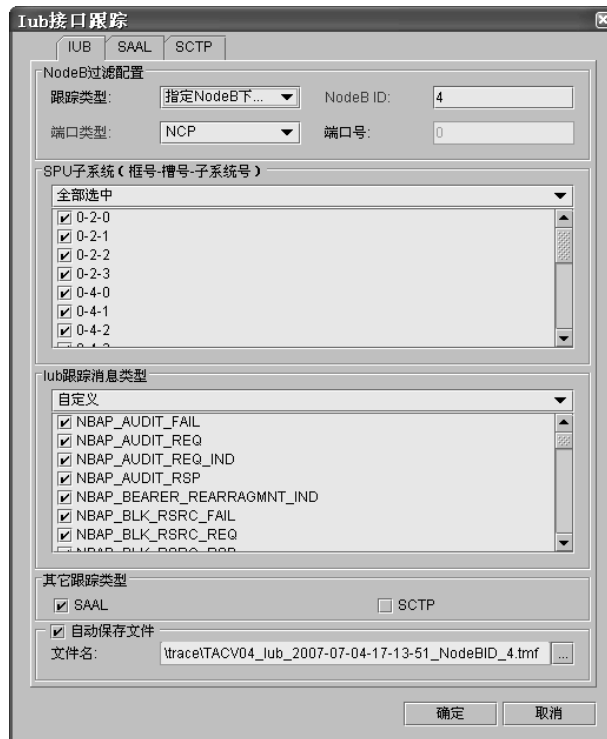 Iub接口跟踪
IUB SAAL SCTP
NodeB过滤配置
跟踪类型: 指定NodeB下... NodeB ID: 4
端口类型: NCP 端口号: 0
SPU子系统（框号-槽号-子系统号）
全部选中
0-2-0
0-2-1
0-2-2
0-2-3
0-4-0
0-4-1
0-4-2
Iub跟踪消息类型
自定义
NBAP_AUDIT_FAIL
NBAP_AUDIT_REQ
NBAP_AUDIT_REQ_IND
NBAP_AUDIT_RSP
NBAP_BEARER_REARRAGMNT_IND
NBAP_BLK_RSRC_FAIL
NBAP_BLK_RSRC_REQ
其它跟踪类型
SAAL SCTP
自动保存文件
文件名: \trace\TACV04_Iub_2007-07-04-17-13-51_NodeBID_4.tmf ...
确定 取消